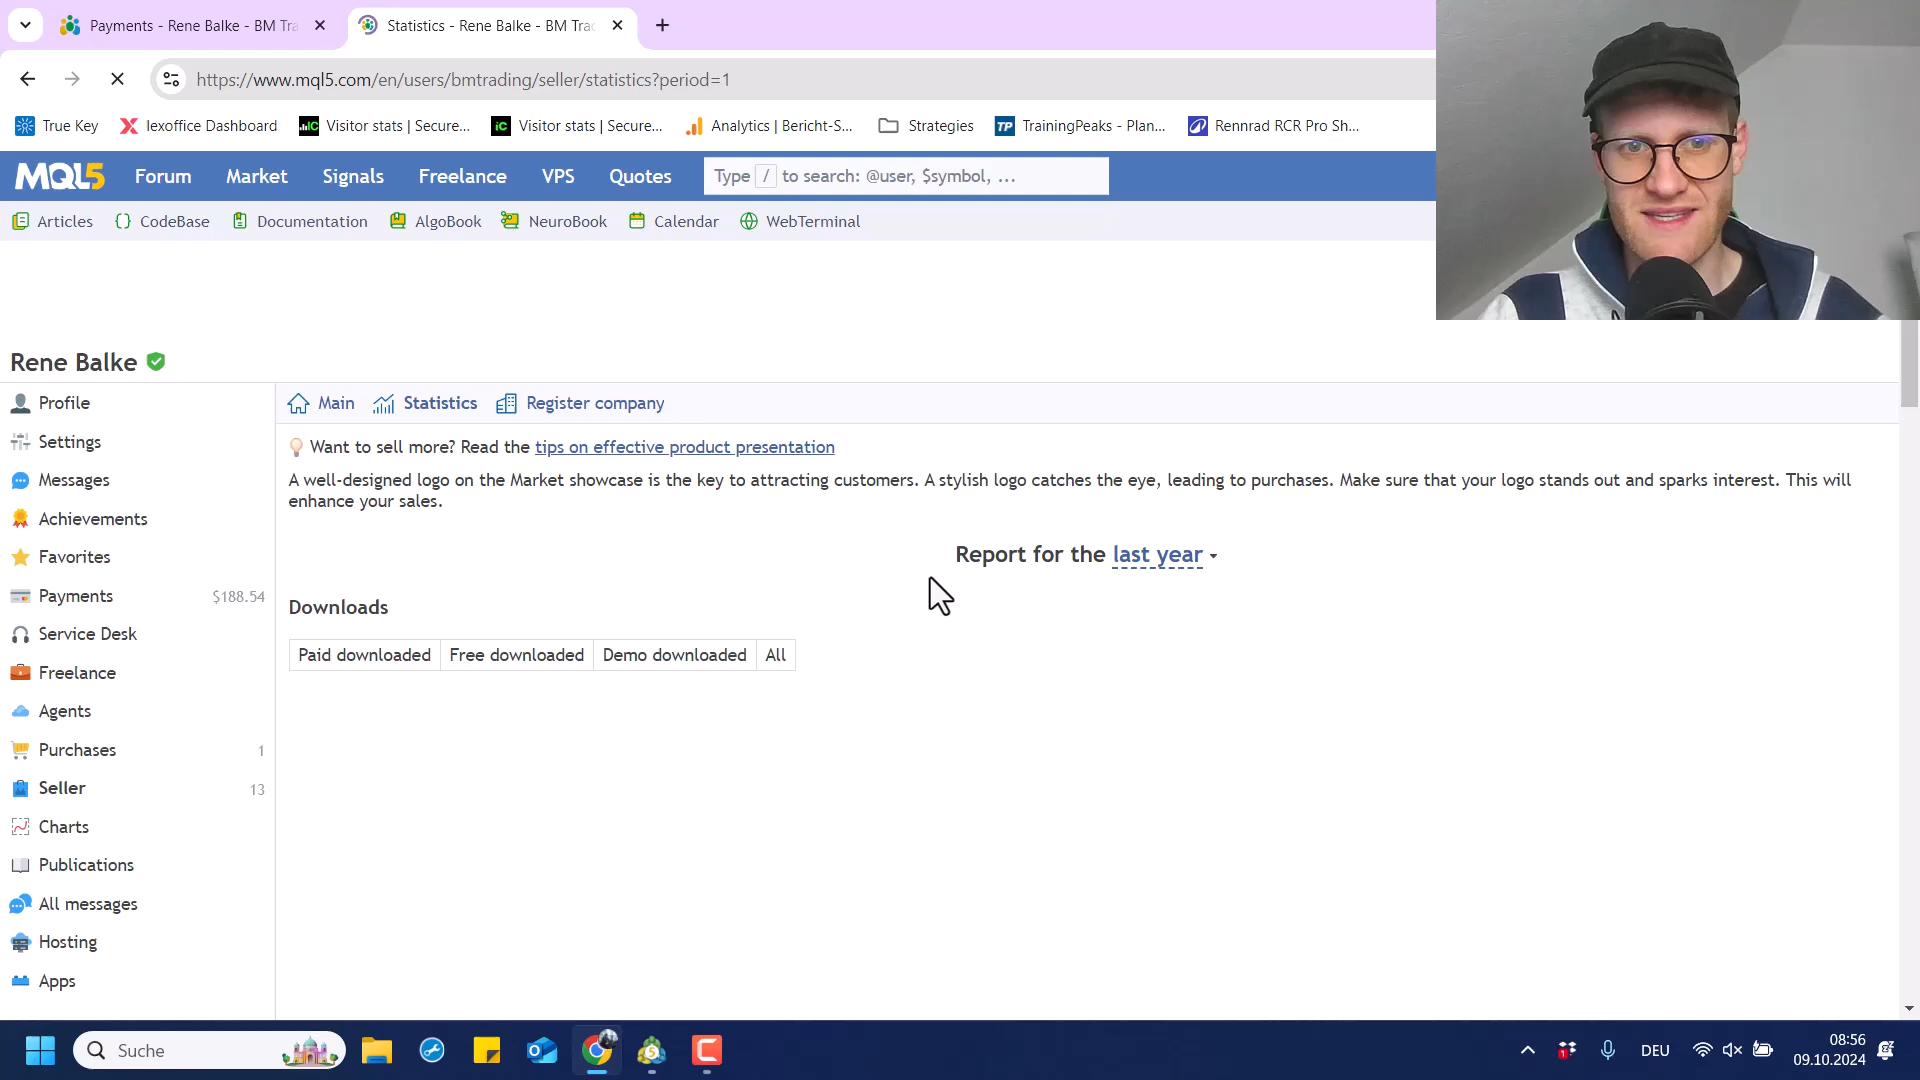 Payments - Rene Balke - BM Tra
Statistics - Rene Balke - BM Trac
https://www.mql5.com/en/users/bmtrading/seller/statistics?period=1
True Key
lexoffice Dashboard
Visitor stats | Secure...
Visitor stats | Secure...
Analytics | Bericht-S...
Strategies
TrainingPeaks - Plan...
Rennrad RCR Pro Sh...
MQL5
Forum
Market
Signals
Freelance
VPS
Quotes
Type / to search: @user, $symbol, ...
Articles
CodeBase
Documentation
AlgoBook
NeuroBook
Calendar
WebTerminal
Rene Balke
Profile
Settings
Messages
Achievements
Favorites
Payments $188.54
Service Desk
Freelance
Agents
Purchases 1
Seller 13
Charts
Publications
All messages
Hosting
Apps
Main
Statistics
Register company
Want to sell more? Read the tips on effective product presentation
A well-designed logo on the Market showcase is the key to attracting customers. A stylish logo catches the eye, leading to purchases. Make sure that your logo stands out and sparks interest. This will
enhance your sales.
Report for the last year
Downloads
Paid downloaded
Free downloaded
Demo downloaded
All
Suche
DEU
08:56
09.10.2024